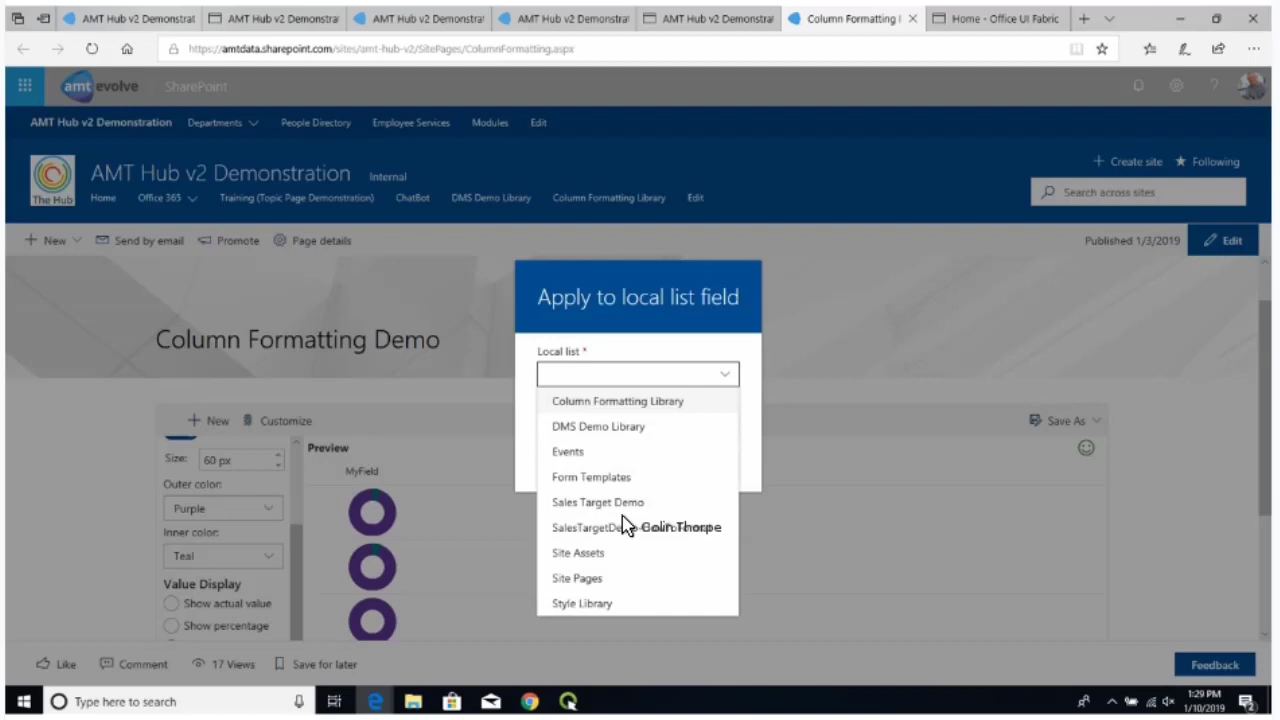 AMT Hub v2 Demonstrat
AMT Hub v2 Demonstra
AMT Hub v2 Demonstra
AMT Hub v2 Demonstra
AMT Hub v2 Demonstra
Column Formatting
Home - Office UI Fabric
https://amtdata.sharepoint.com/sites/amt-hub-v2/SitePages/ColumnFormatting.aspx
amt evolve SharePoint
AMT Hub v2 Demonstration Departments People Directory Employee Services Modules Edit
AMT Hub v2 Demonstration Internal
The Hub
Create site Following
Home Office 365 Training (Topic Page Demonstration) ChatBot DMS Demo Library Column Formatting Library Edit
Search across sites
New Send by email Promote Page details Published 1/3/2019 Edit
Column Formatting Demo
Apply to local list field
Local list *
Column Formatting Library
DMS Demo Library
Events
Form Templates
Sales Target Demo
Colin Thorpe
Site Assets
Site Pages
Style Library
New Customize Save As
Size: 60 px
Outer color:
Purple
Inner color:
Teal
Value Display
Show actual value
Show percentage
Preview
MyField
Like Comment 17 Views Save for later Feedback
Type here to search
1:29 PM
1/10/2019
2